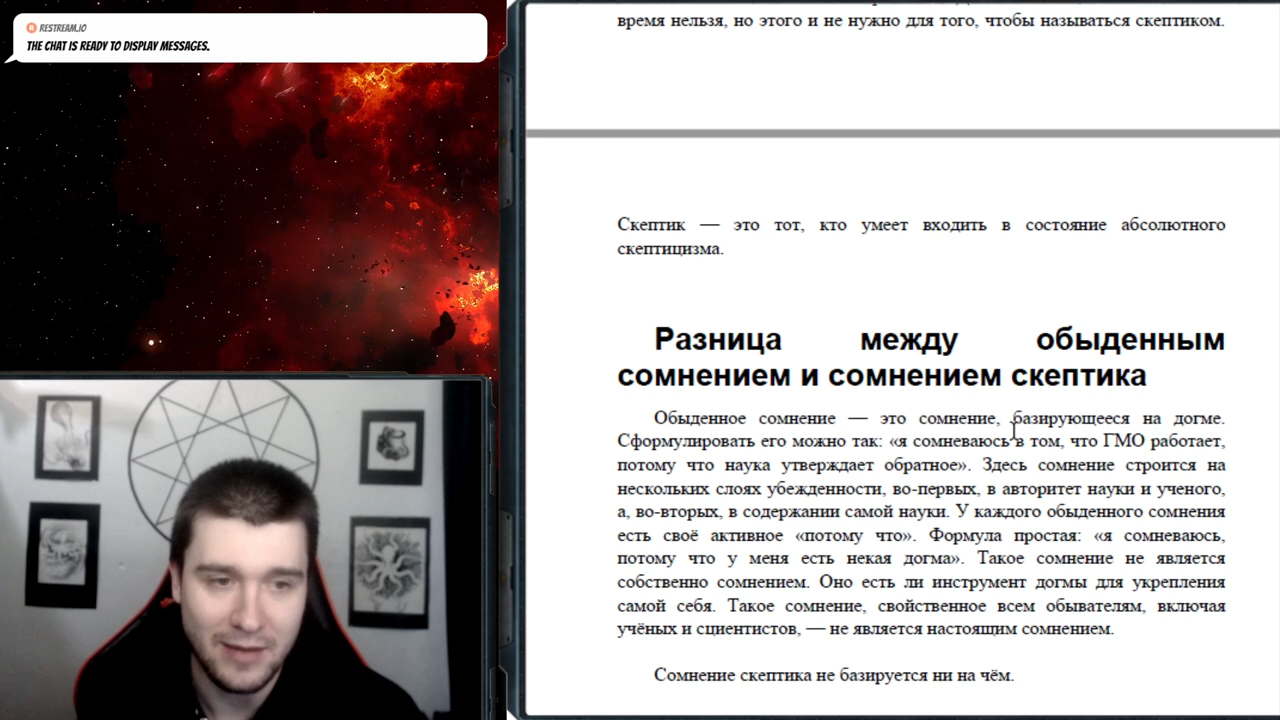 RESTREAM.IO
THE CHAT IS READY TO DISPLAY MESSAGES.
время нельзя, но этого и не нужно для того, чтобы называться скептиком.
Скептик — это тот, кто умеет входить в состояние абсолютного
скептицизма.
Разница между обыденным
сомнением и сомнением скептика
Обыденное сомнение — это сомнение, базирующееся на догме.
Сформулировать его можно так: «я сомневаюсь в том, что ГМО работает,
потому что наука утверждает обратное». Здесь сомнение строится на
нескольких слоях убежденности, во-первых, в авторитет науки и ученого,
а, во-вторых, в содержании самой науки. У каждого обыденного сомнения
есть своё активное «потому что». Формула простая: «я сомневаюсь,
потому что у меня есть некая догма». Такое сомнение не является
собственно сомнением. Оно есть ли инструмент догмы для укрепления
самой себя. Такое сомнение, свойственное всем обывателям, включая
учёных и сциентистов, — не является настоящим сомнением.
Сомнение скептика не базируется ни на чём.